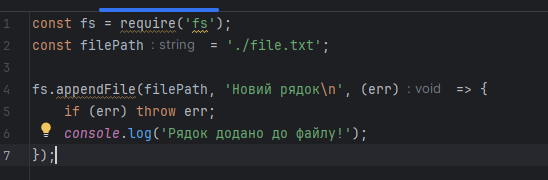 1 const fs = require('fs');
2 const filePath : string = './file.txt';
3
4 fs.appendFile(filePath, 'Новий рядок\n', (err) : void => {
5 if (err) throw err;
6 console.log('Рядок додано до файлу!');
7 });